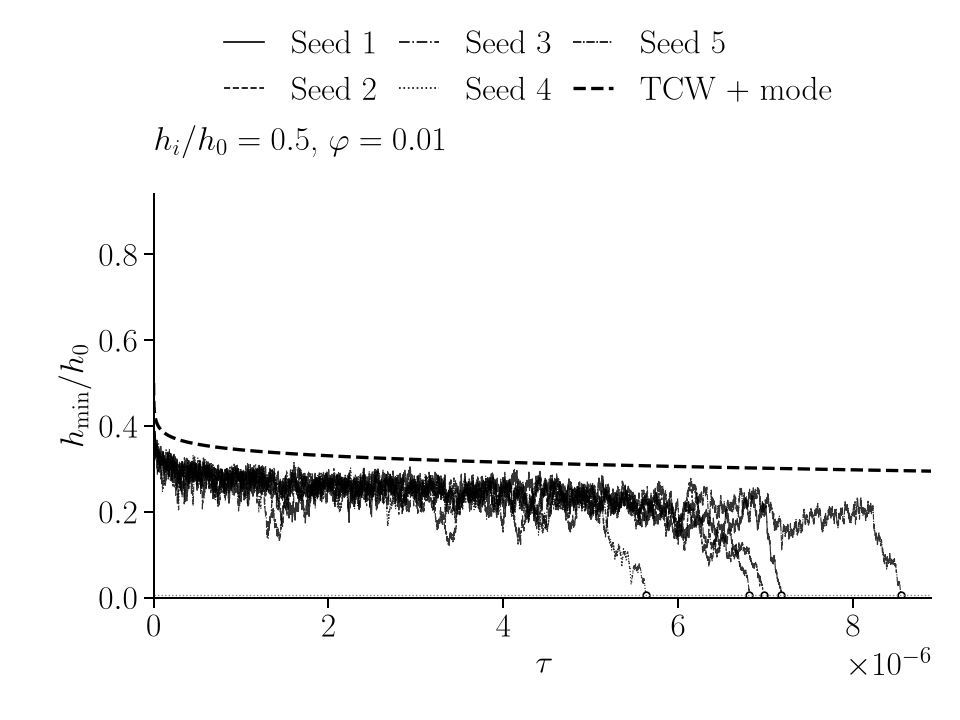 Seed 1 Seed 3 Seed 5
Seed 2 Seed 4 TCW + mode
h_i/h_0 = 0.5, φ = 0.01
0.8
0.6
0.4
0.2
0.0
h_min/h_0
0 2 4 6 8
τ
×10⁻⁶